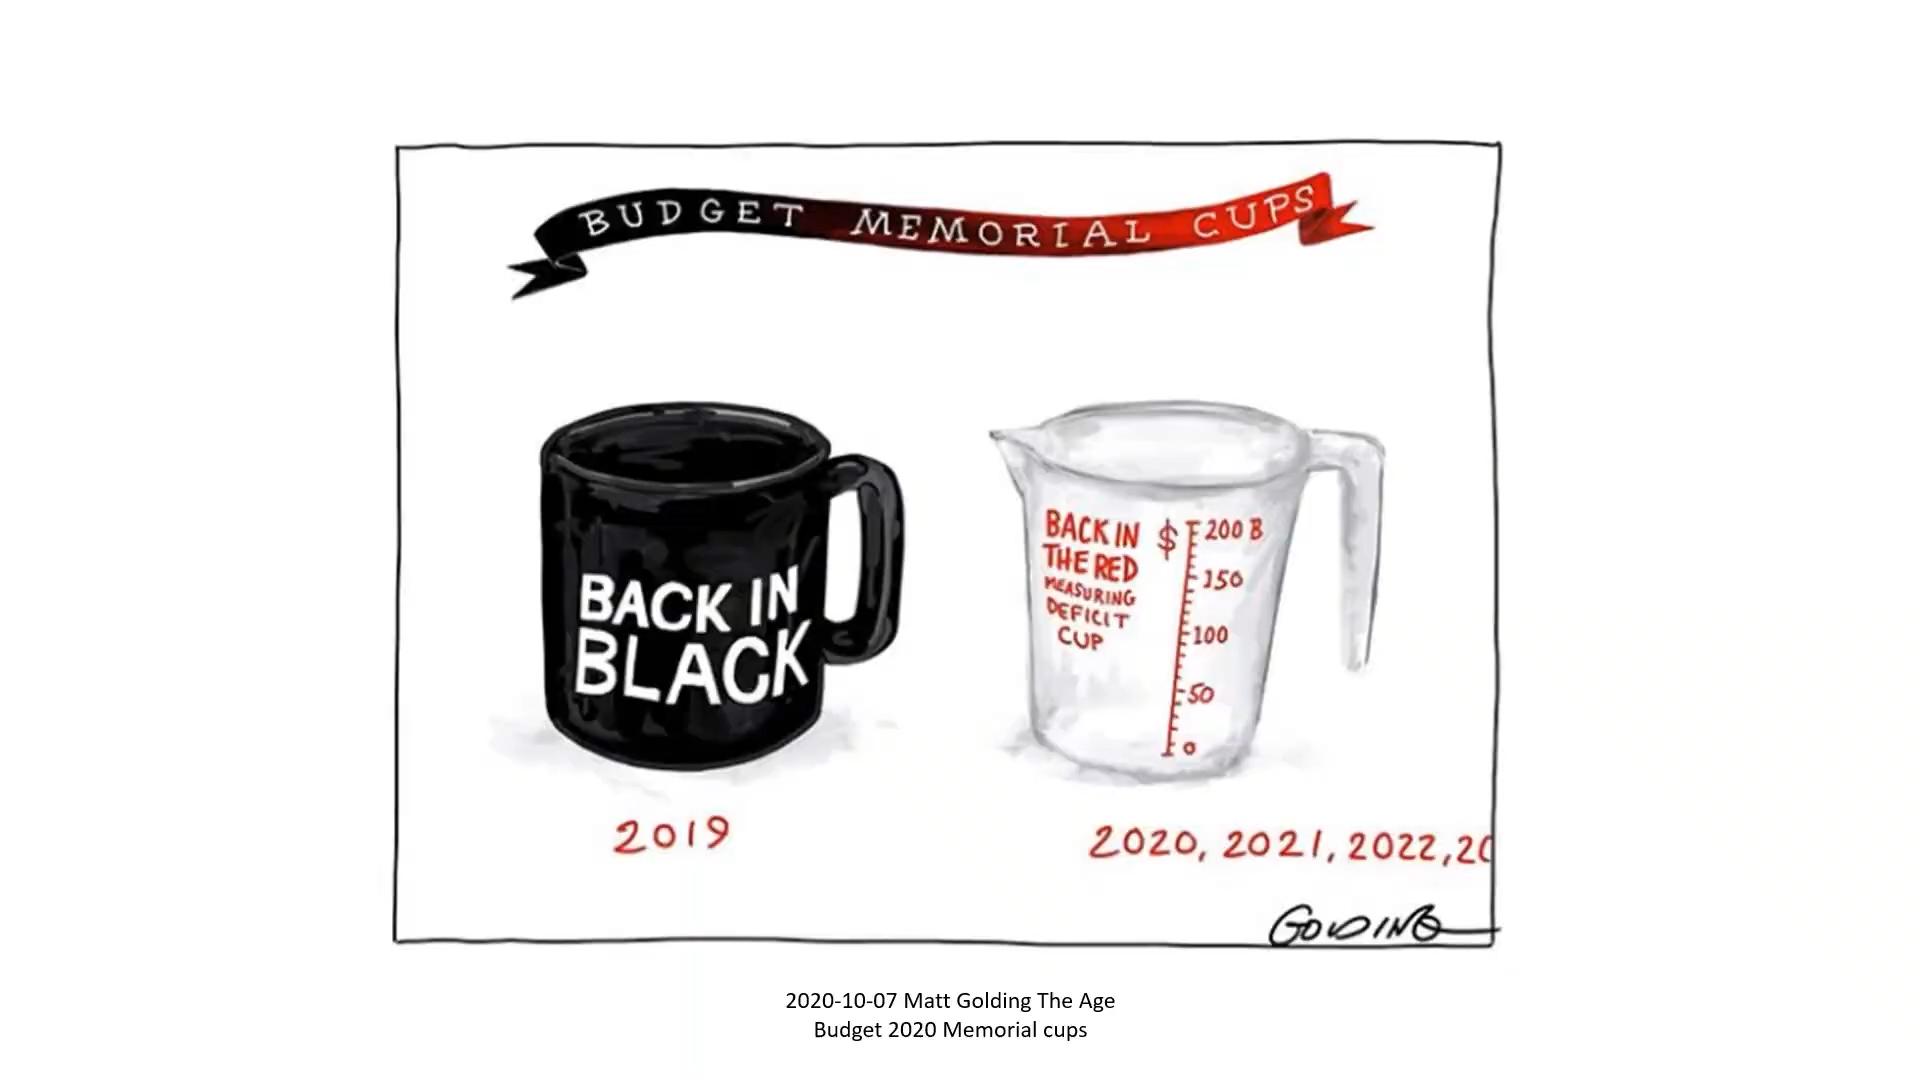 BUDGET MEMORIAL CUPS
BACK IN
BLACK
BACK IN
THE RED
MEASURING
DEFICIT
CUP
$
200 B
150
100
50
0
2019
2020, 2021, 2022, 20
GOLDING
2020-10-07 Matt Golding The Age
Budget 2020 Memorial cups